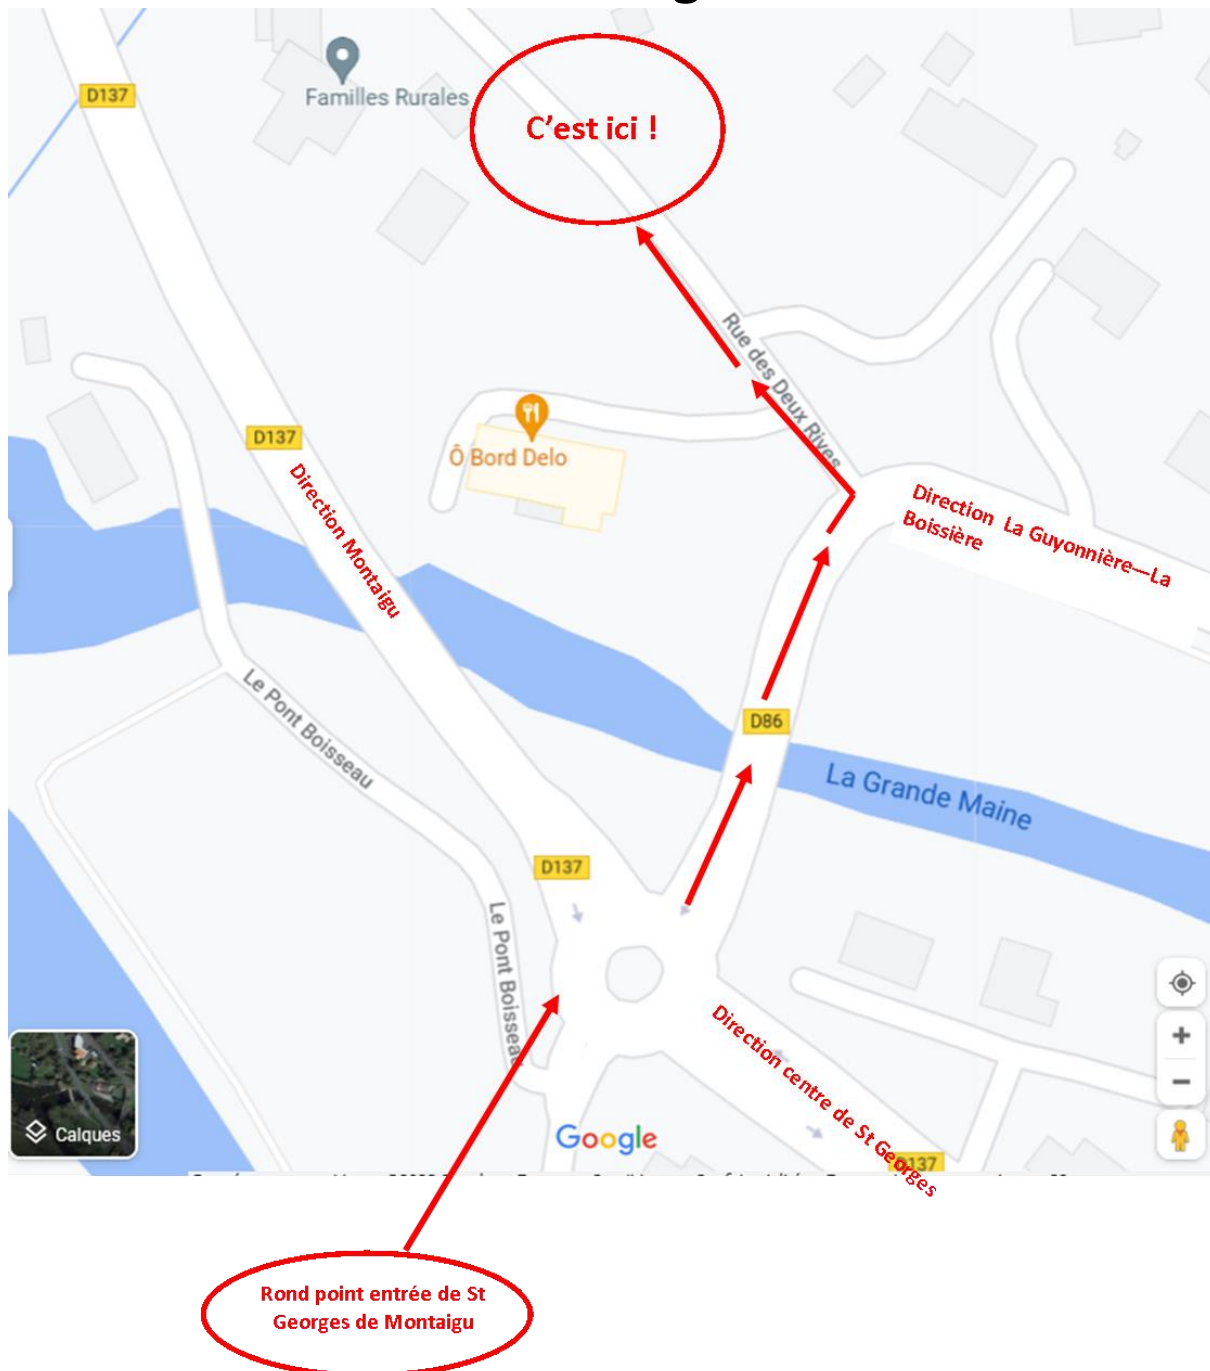 D137
Familles Rurales
C'est ici !
Rue des Deux Rives
D137
Ô Bord Delo
Direction Montaigu
Direction La Guyonnière—La
Boissière
Le Pont Boisseau
D86
La Grande Maine
D137
Le Pont Boisseau
Direction centre de St Georges
Calques
Google
D137
Rond point entrée de St
Georges de Montaigu